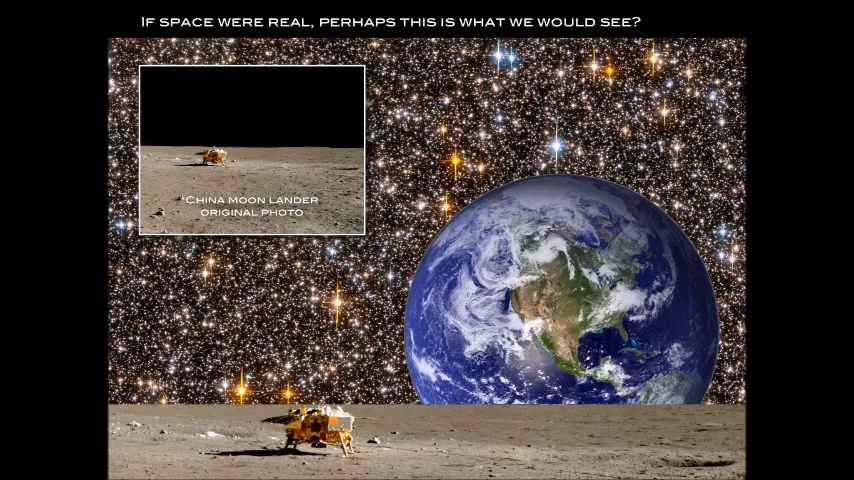 If space were real, perhaps this is what we would see?
*China moon lander
original photo